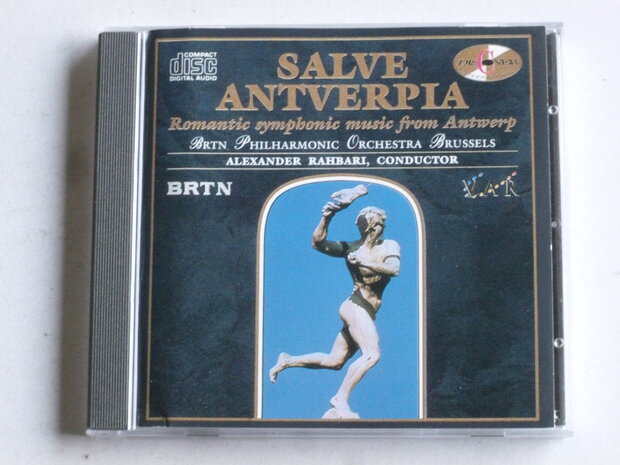 COMPACT
disc
DIGITAL AUDIO
SALVE
ANTVERPIA
Romantic symphonic music from Antwerp
BRTN PHILHARMONIC ORCHESTRA BRUSSELS
ALEXANDER RAHBARI, CONDUCTOR
BRTN
VAR